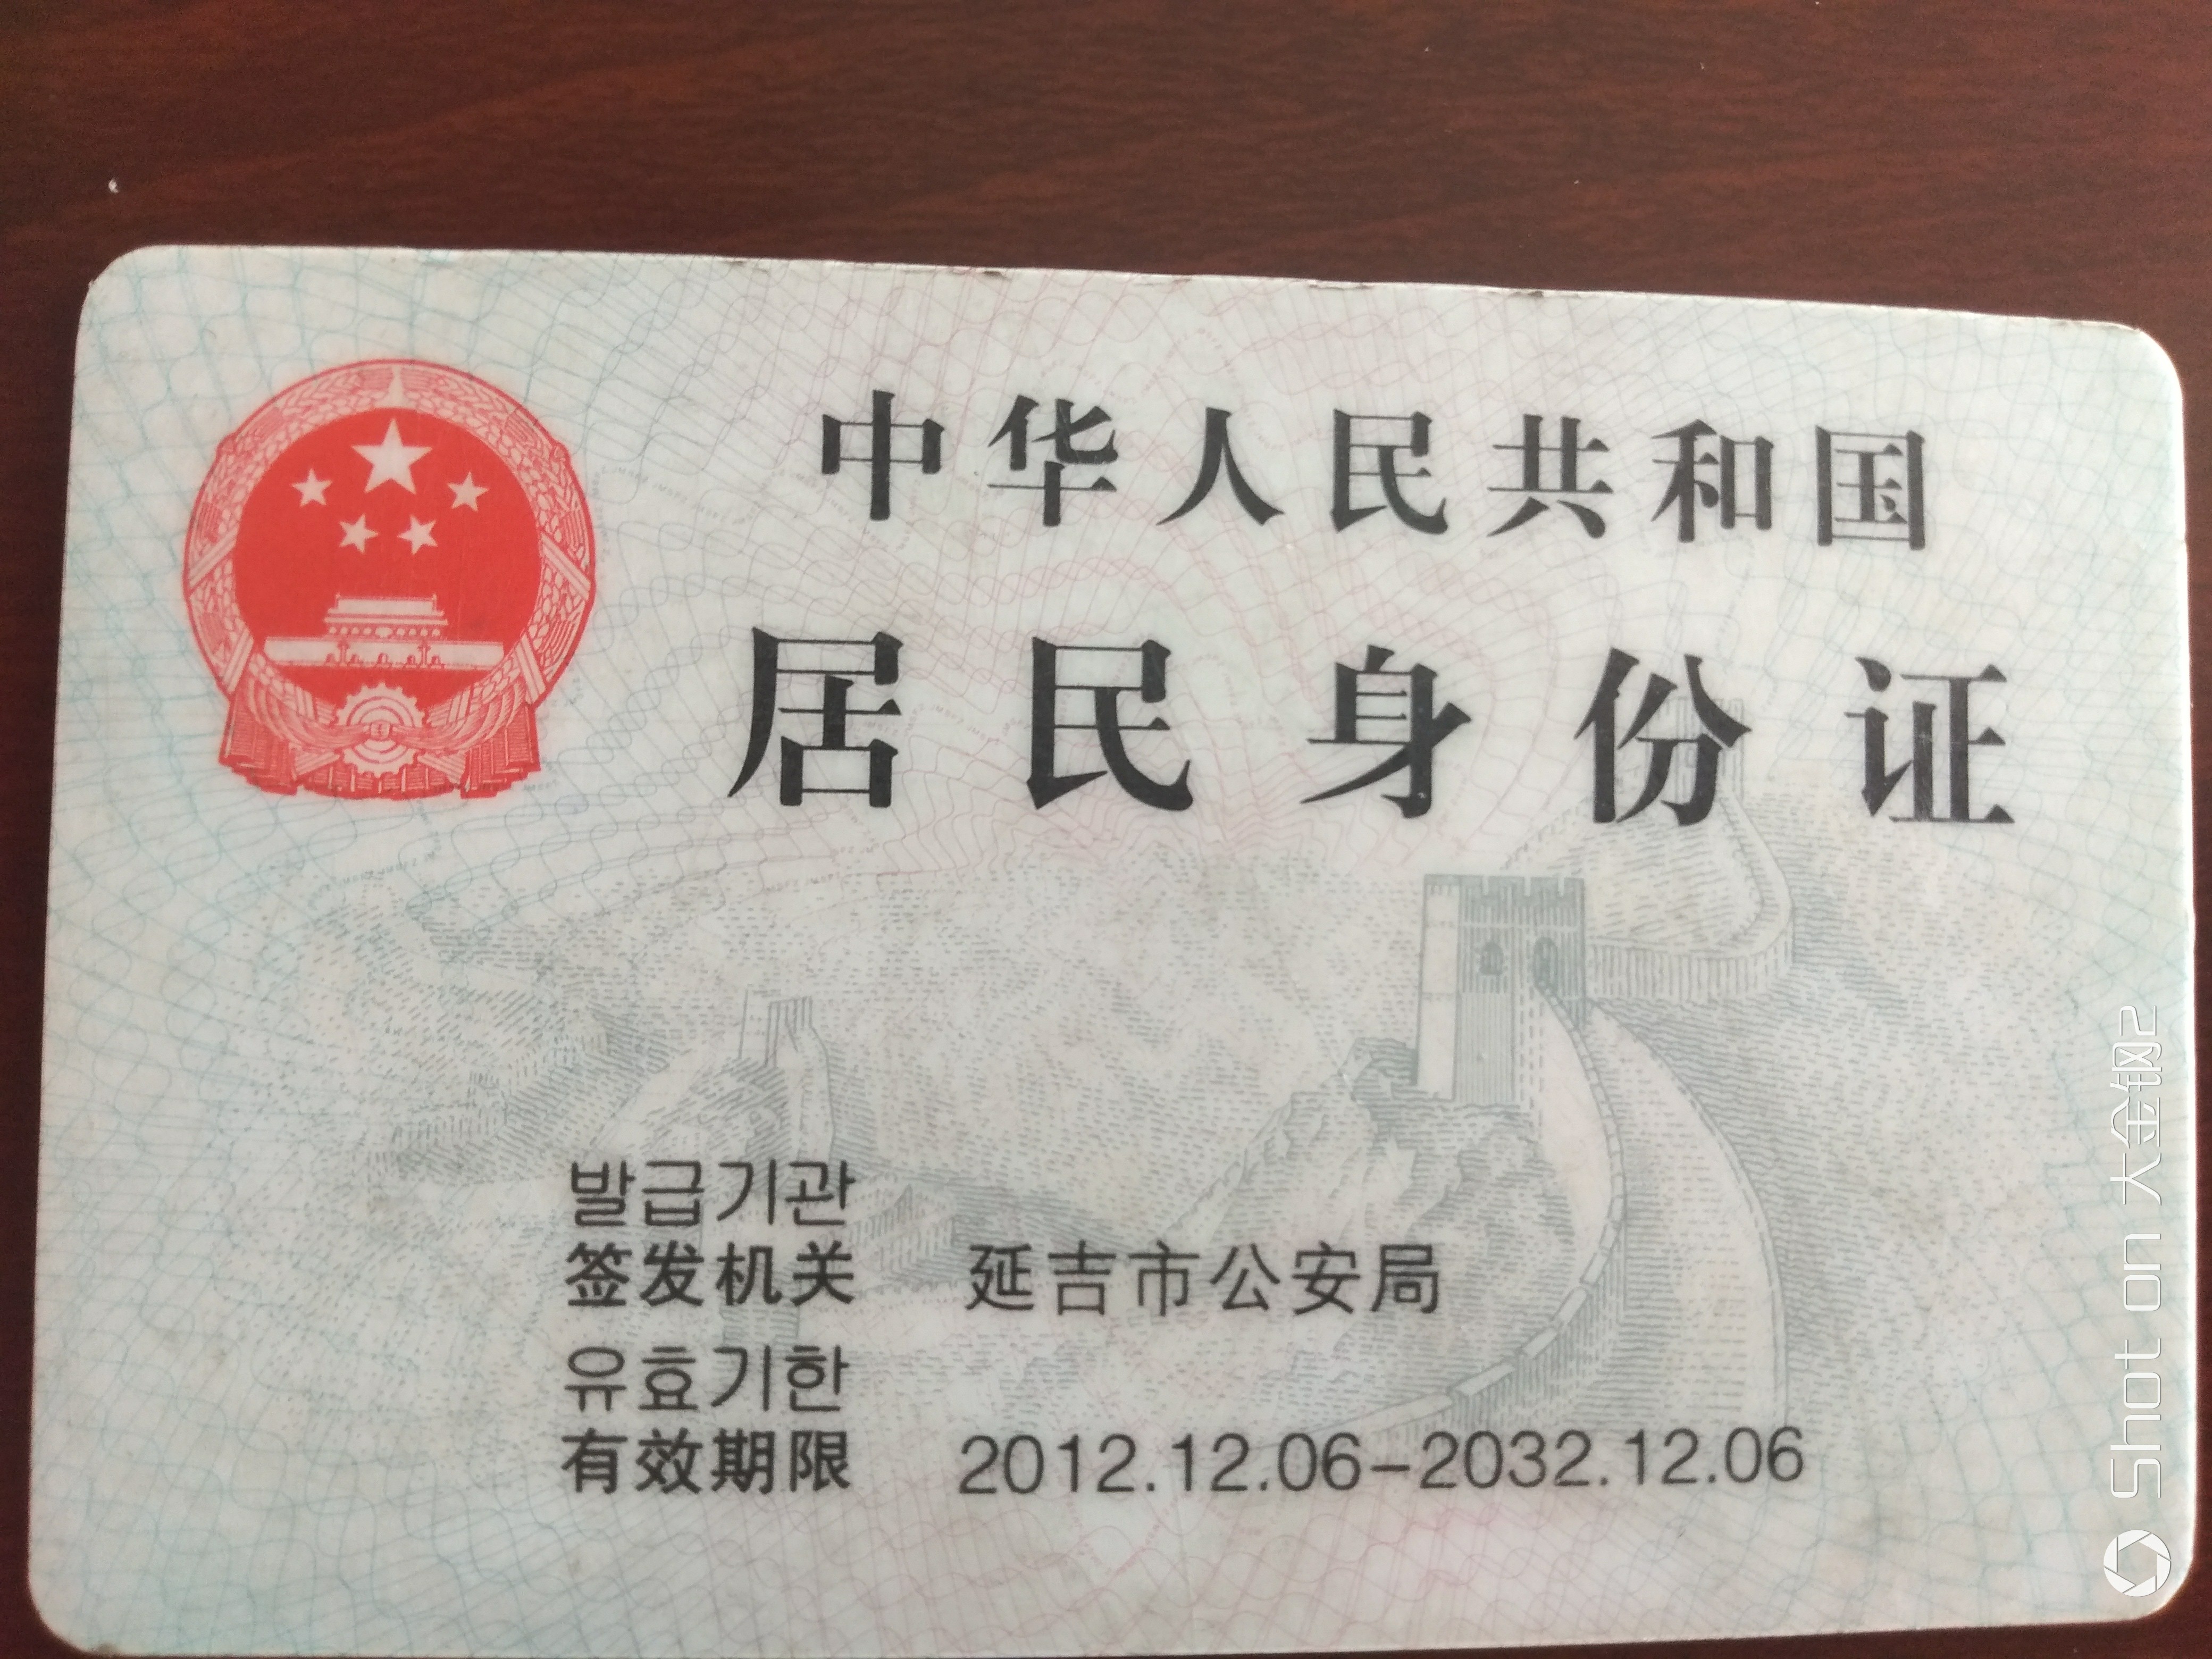 中华人民共和国
居民身份证
발급기관
签发机关 延吉市公安局
유효기한
有效期限 2012.12.06-2032.12.06
Shot on 大金钢2